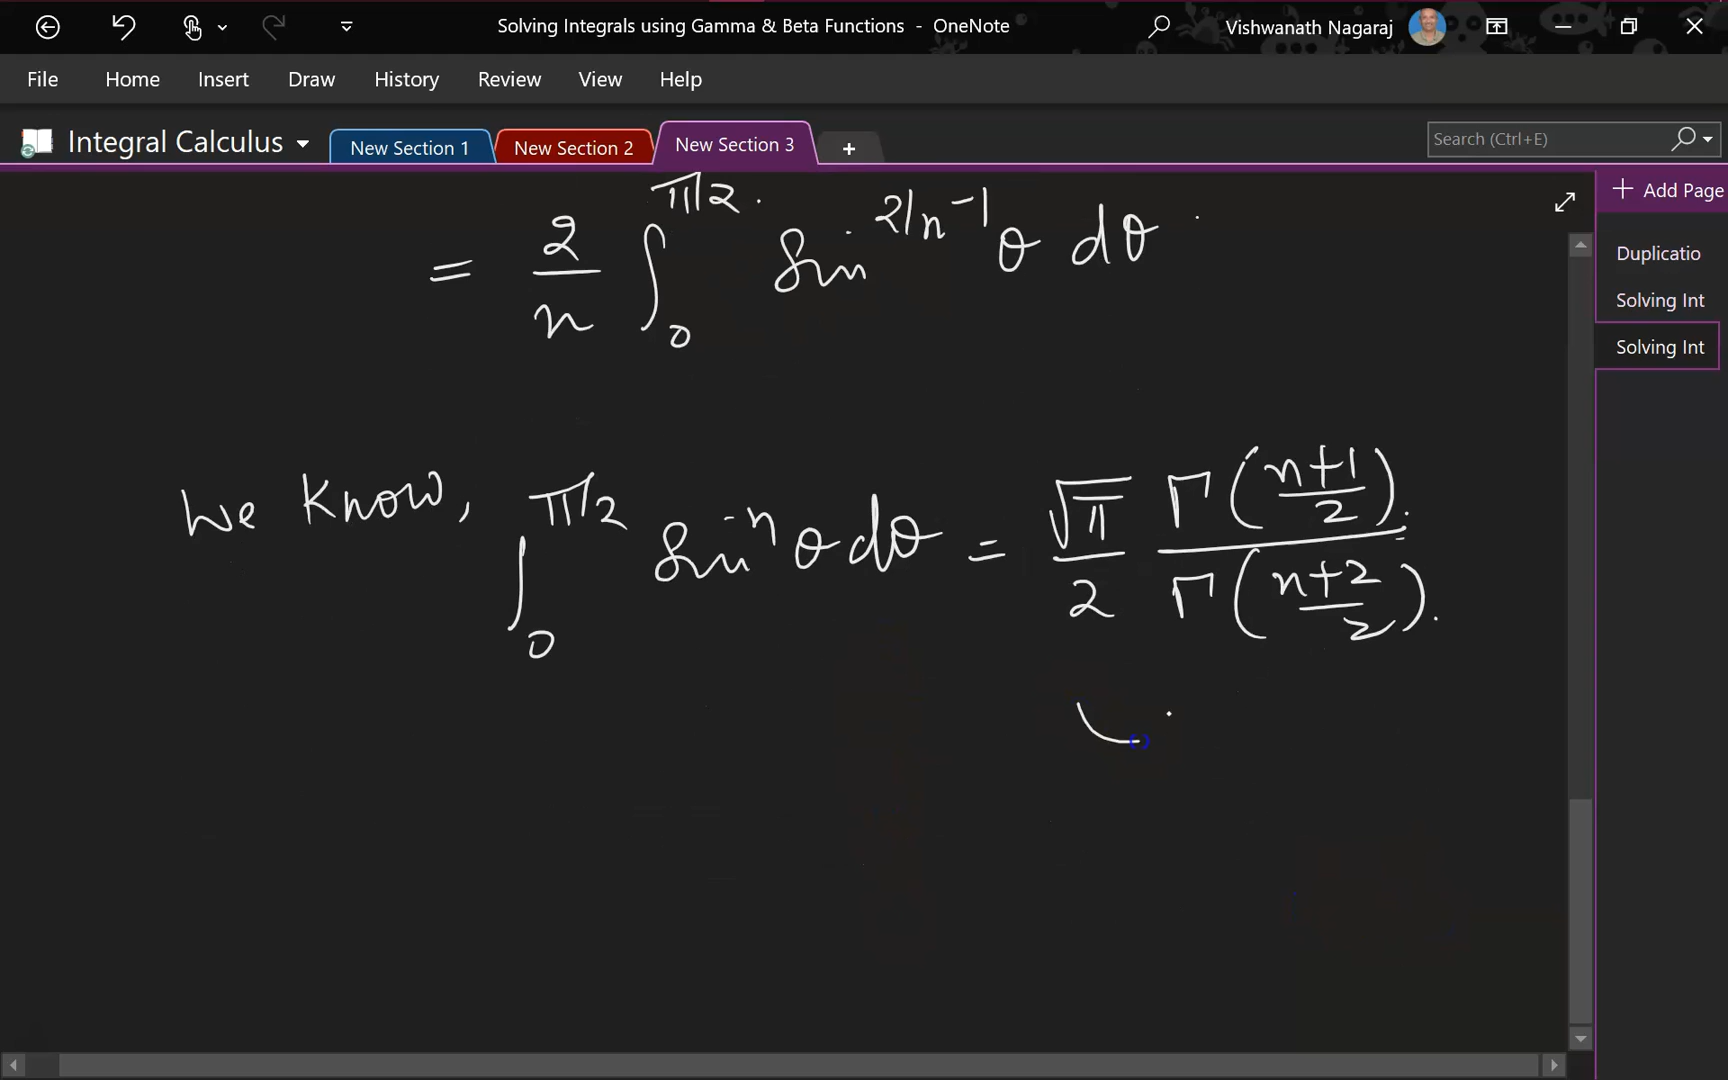 Solving Integrals using Gamma & Beta Functions - OneNote
Vishwanath Nagaraj
File Home Insert Draw History Review View Help
Integral Calculus
New Section 1
New Section 2
New Section 3
+
Search (Ctrl+E)
+ Add Page
Duplicatio
Solving Int
Solving Int
= 2/n ∫₀^{π/2} sin^{2/n-1} θ dθ
We know, ∫₀^{π/2} sin^n θ dθ = √π/2 Γ((n+1)/2) / Γ((n+2)/2).